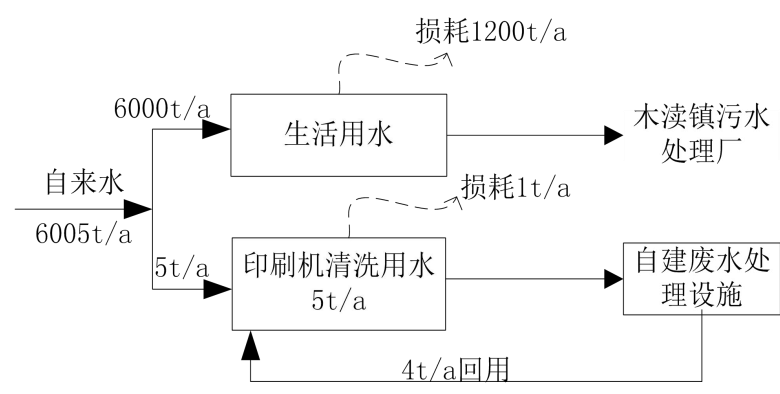 损耗1200t/a
6000t/a
生活用水
木渎镇污水
处理厂
自来水
6005t/a
损耗1t/a
5t/a
印刷机清洗用水
5t/a
自建废水处
理设施
4t/a回用